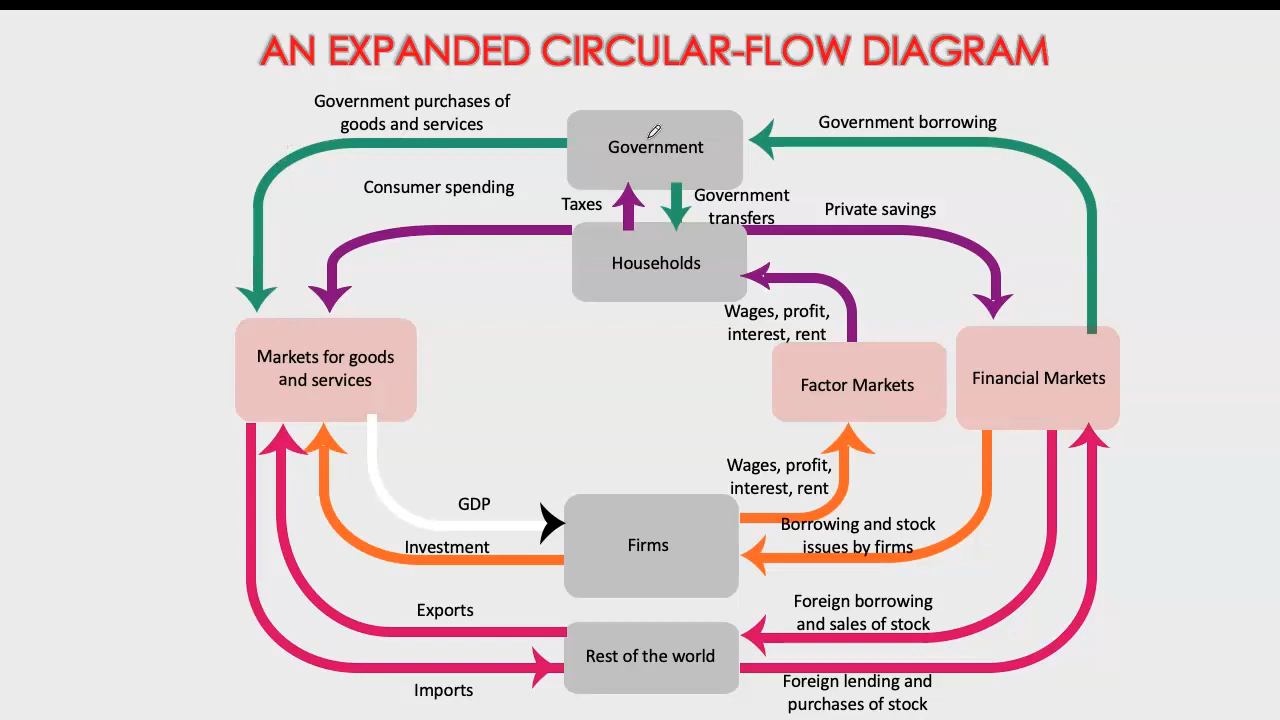 AN EXPANDED CIRCULAR-FLOW DIAGRAM
Government purchases of
goods and services
Government borrowing
Government
Consumer spending
Taxes
Government
transfers
Private savings
Households
Wages, profit,
interest, rent
Markets for goods
and services
Factor Markets
Financial Markets
Wages, profit,
interest, rent
GDP
Borrowing and stock
issues by firms
Investment
Firms
Exports
Foreign borrowing
and sales of stock
Rest of the world
Imports
Foreign lending and
purchases of stock